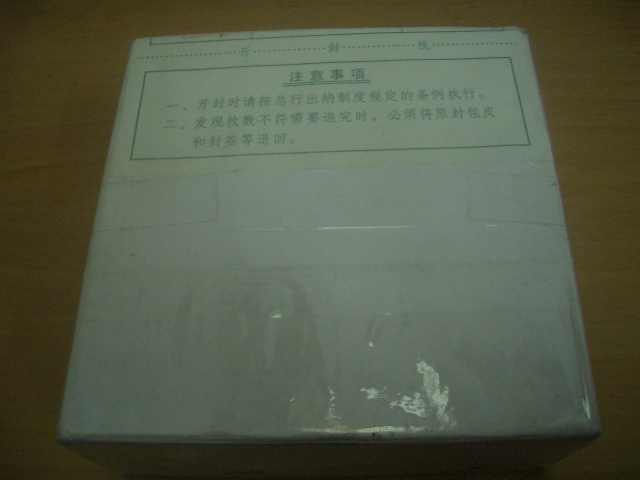 开封线
注意事项
一、开封时请按总行出纳制度规定的条例执行。
二、发现枚数不符需要追究时，必须将原封包皮
和封签等退回。